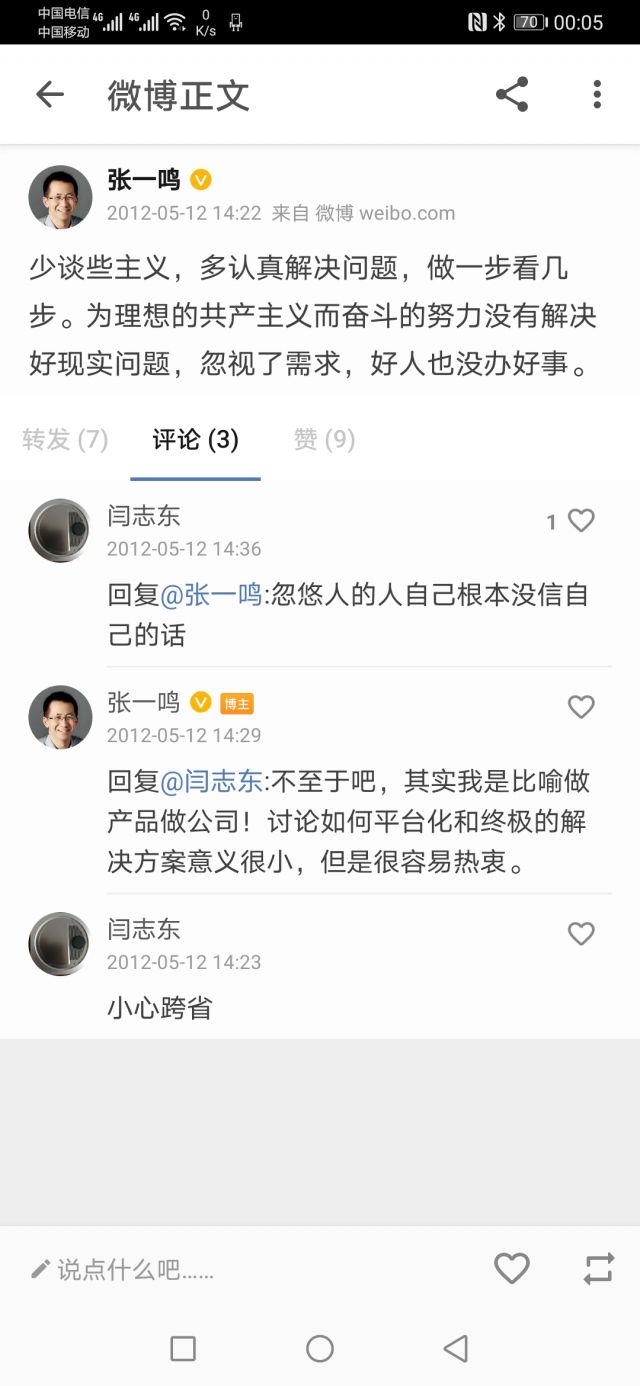 中国电信 4G 4G 0 70 00:05
中国移动 K/s
微博正文
张一鸣
2012-05-12 14:22 来自 微博 weibo.com
少谈些主义，多认真解决问题，做一步看几
步。为理想的共产主义而奋斗的努力没有解决
好现实问题，忽视了需求，好人也没办好事。
转发 (7) 评论 (3) 赞 (9)
闫志东 1
2012-05-12 14:36
回复@张一鸣:忽悠人的人自己根本没信自
己的话
张一鸣 博主
2012-05-12 14:29
回复@闫志东:不至于吧，其实我是比喻做
产品做公司！讨论如何平台化和终极的解
决方案意义很小，但是很容易热衷。
闫志东
2012-05-12 14:23
小心跨省
说点什么吧……